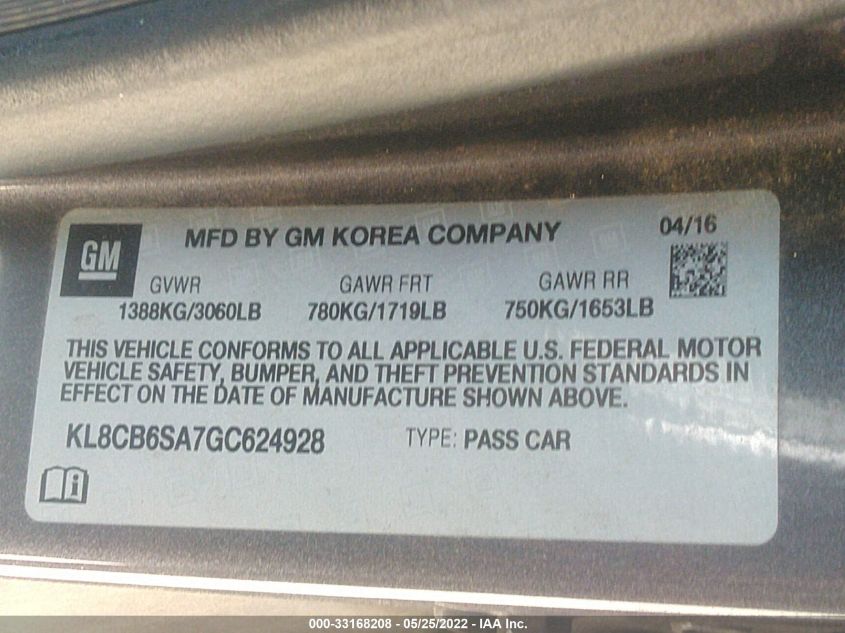 GM
MFD BY GM KOREA COMPANY
04/16
GVWR GAWR FRT GAWR RR
1388KG/3060LB 780KG/1719LB 750KG/1653LB
THIS VEHICLE CONFORMS TO ALL APPLICABLE U.S. FEDERAL MOTOR
VEHICLE SAFETY, BUMPER, AND THEFT PREVENTION STANDARDS IN
EFFECT ON THE DATE OF MANUFACTURE SHOWN ABOVE.
KL8CB6SA7GC624928 TYPE: PASS CAR
i
000-33168208 - 05/25/2022 - IAA Inc.